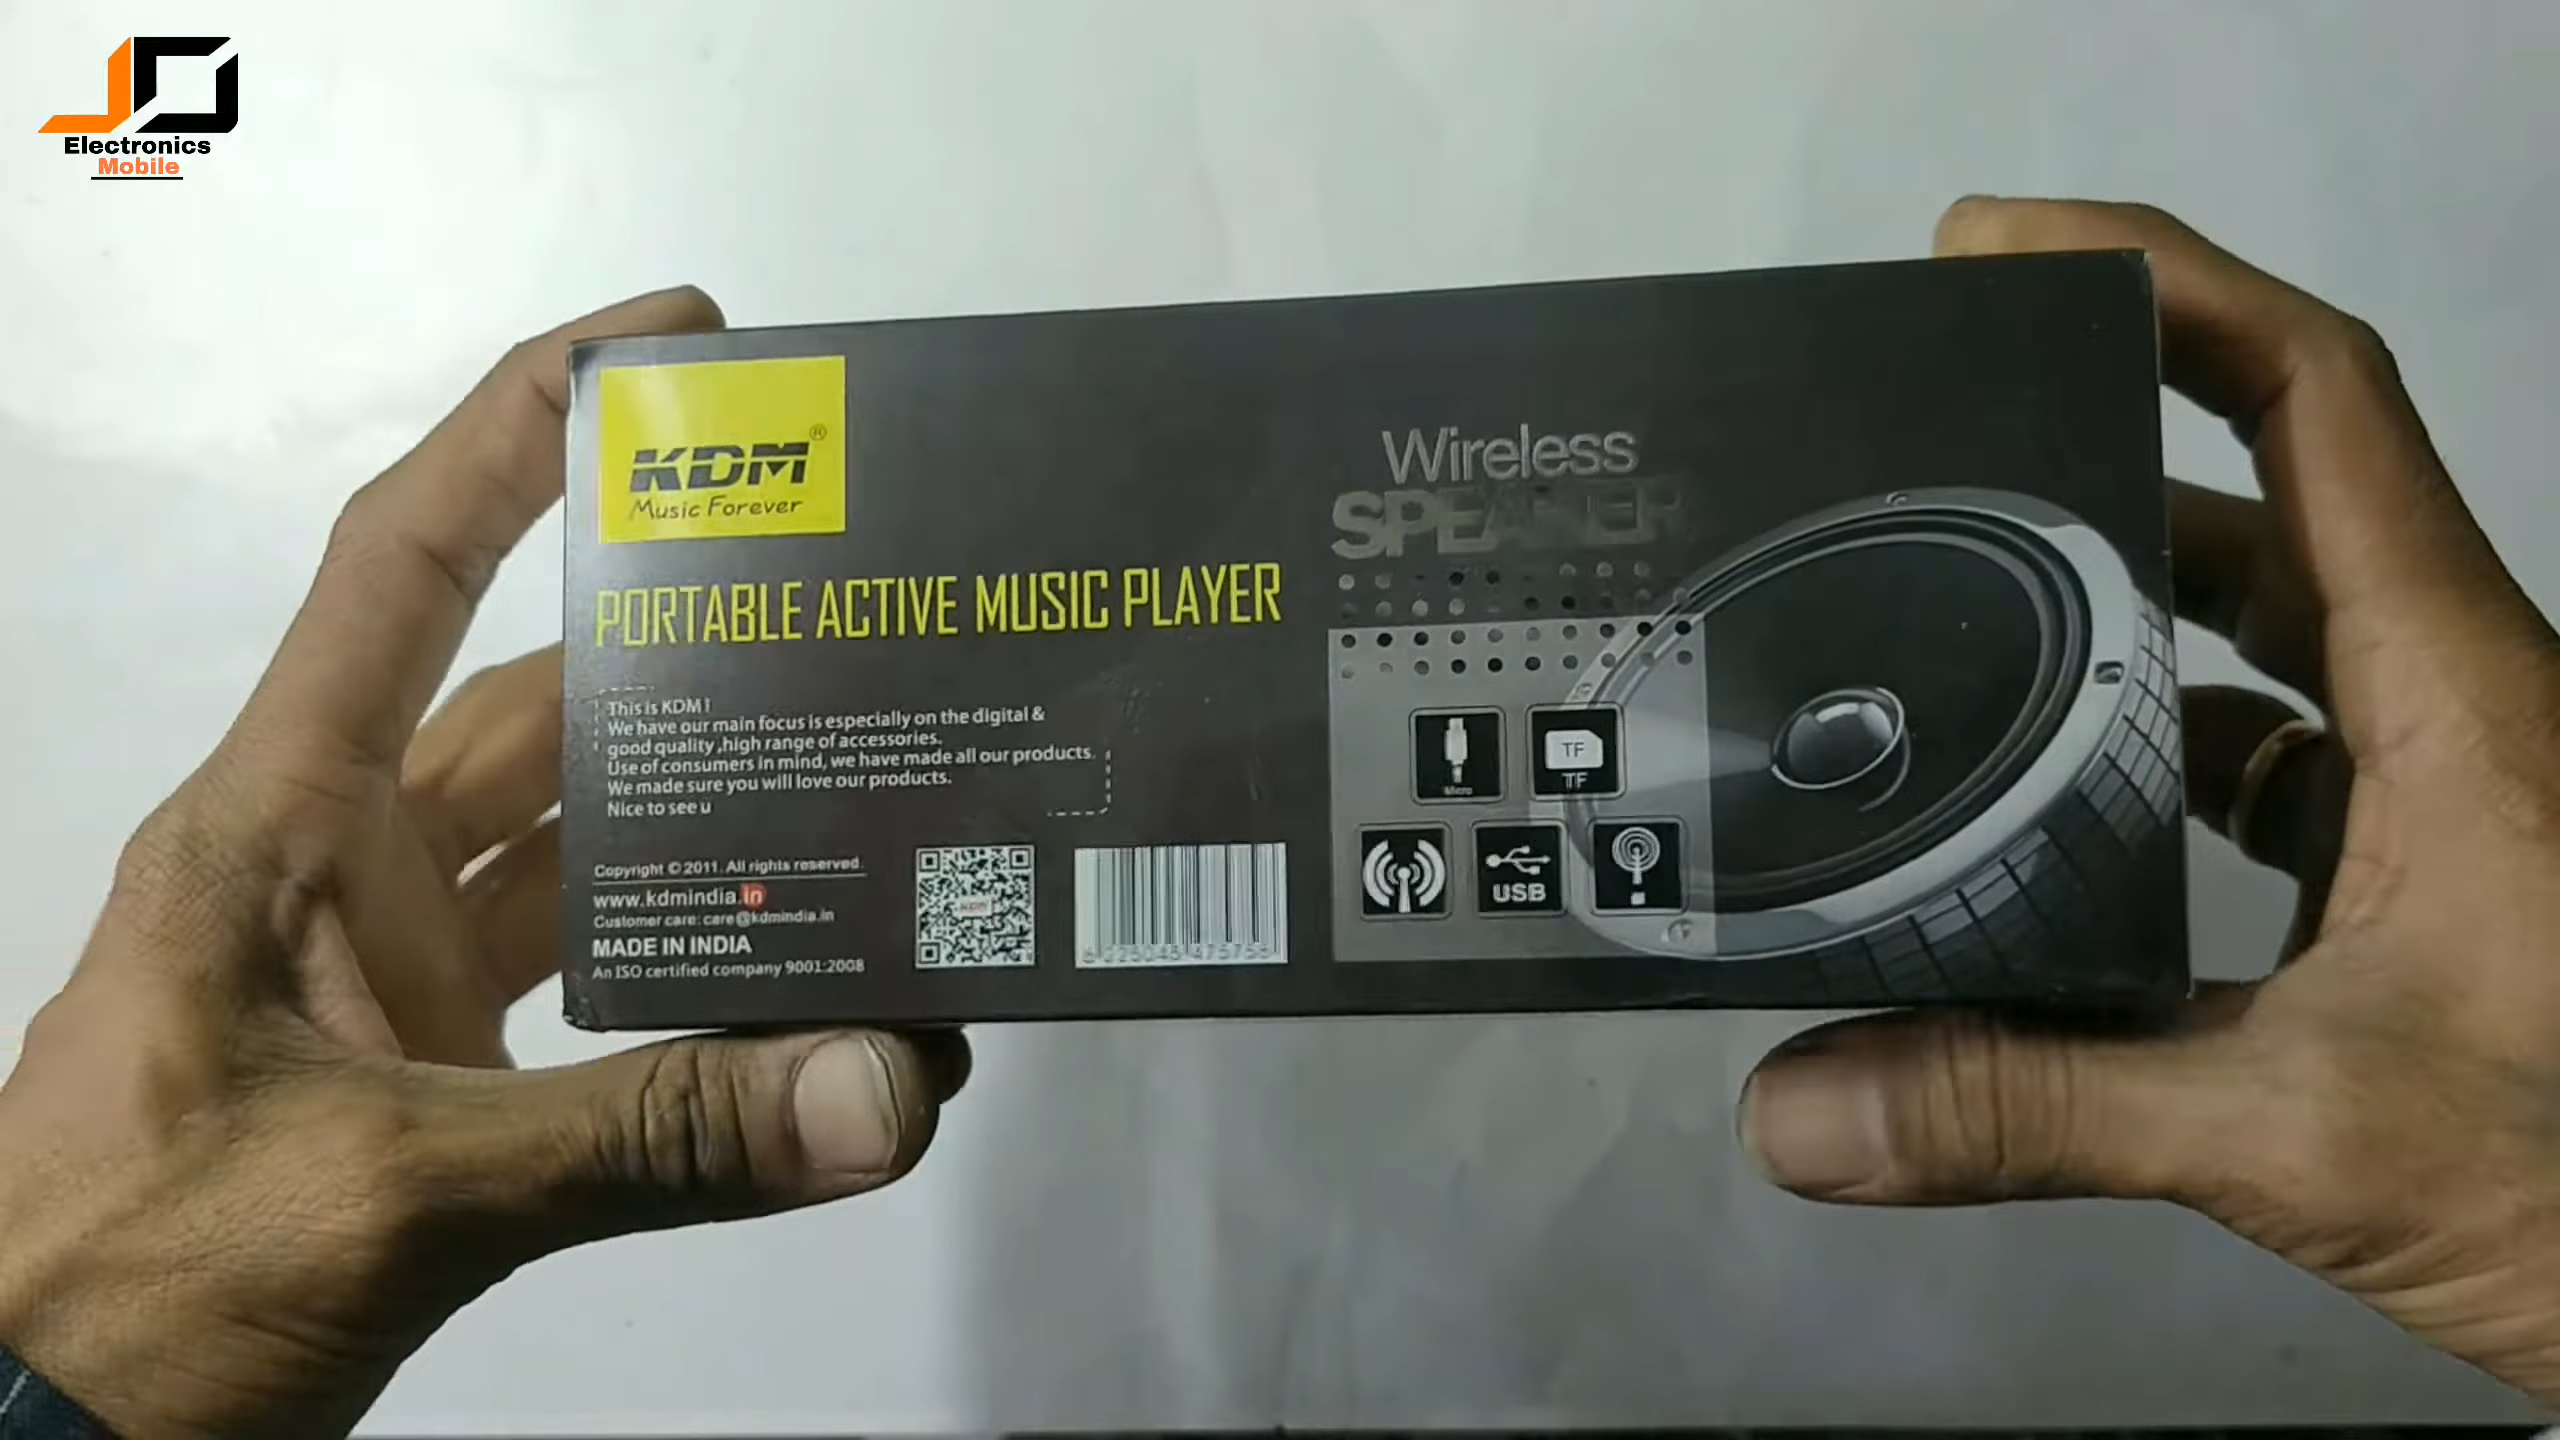 JO
Electronics
Mobile
KDM®
Music Forever
PORTABLE ACTIVE MUSIC PLAYER
This is KDM !
We have our main focus is especially on the digital &
good quality ,high range of accessories.
Use of consumers in mind, we have made all our products.
We made sure you will love our products.
Nice to see u
Copyright © 2011. All rights reserved.
www.kdmindia.in
Customer care: care@kdmindia.in
MADE IN INDIA
An ISO certified company 9001:2008
Wireless
SPEAKER
Micro
TF
TF
USB